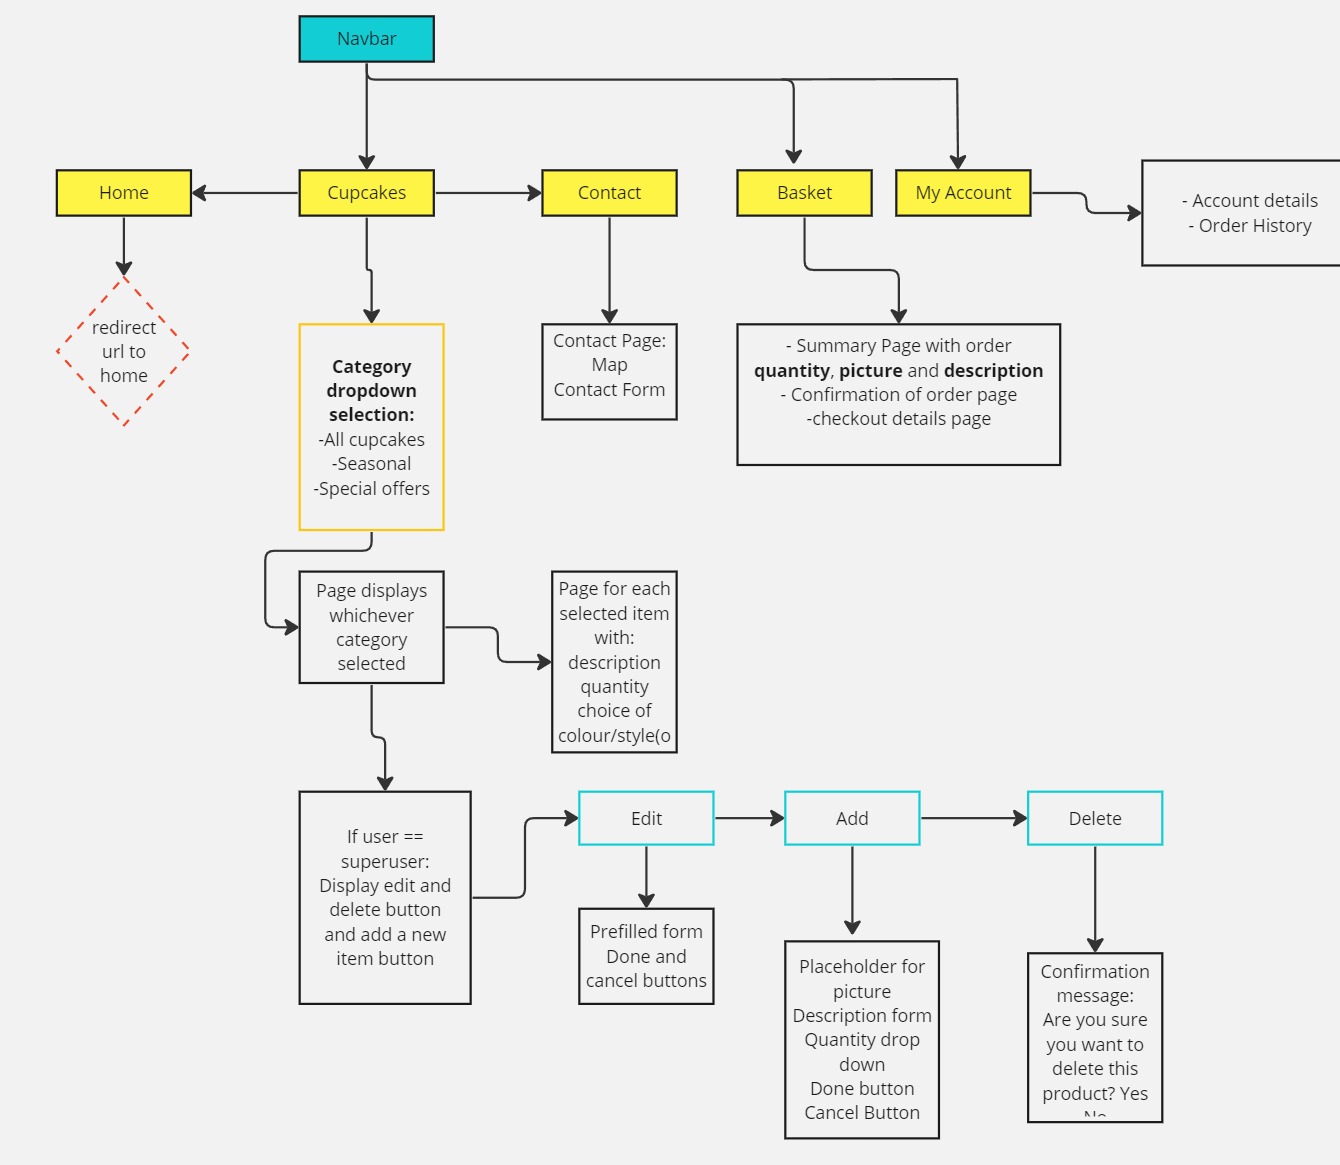 Navbar
Home
Cupcakes
Contact
Basket
My Account
- Account details
- Order History
redirect
url to
home
Category
dropdown
selection:
-All cupcakes
-Seasonal
-Special offers
Contact Page:
Map
Contact Form
- Summary Page with order
quantity, picture and description
- Confirmation of order page
-checkout details page
Page displays
whichever
category
selected
Page for each
selected item
with:
description
quantity
choice of
colour/style(o
If user ==
superuser:
Display edit and
delete button
and add a new
item button
Edit
Add
Delete
Prefilled form
Done and
cancel buttons
Placeholder for
picture
Description form
Quantity drop
down
Done button
Cancel Button
Confirmation
message:
Are you sure
you want to
delete this
product? Yes
No